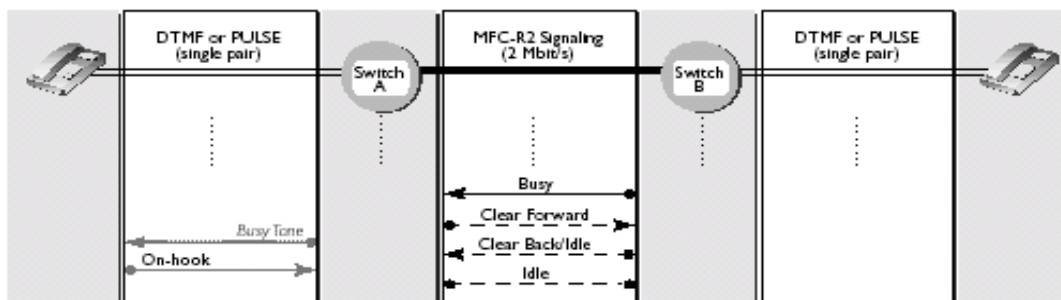 DTMF or PULSE
(single pair)
MFC-R2 Signaling
(2 Mbit/s)
DTMF or PULSE
(single pair)
Switch
A
Switch
B
Busy
Clear Forward
Busy Tone
Clear Back/Idle
On-hook
Idle